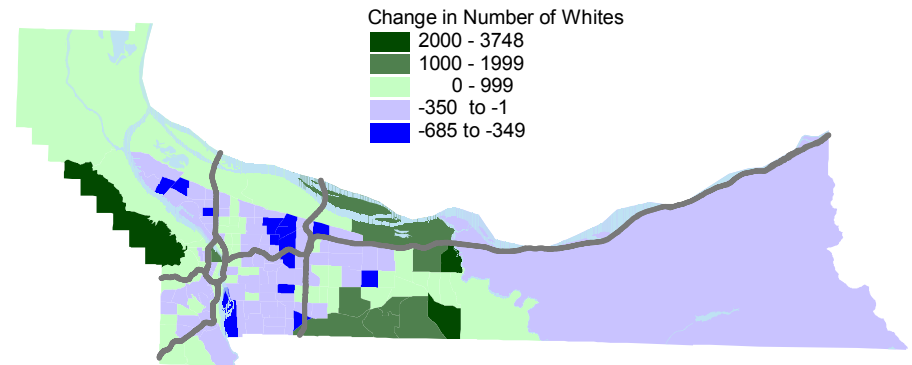 Change in Number of Whites
2000 - 3748
1000 - 1999
0 - 999
-350 to -1
-685 to -349